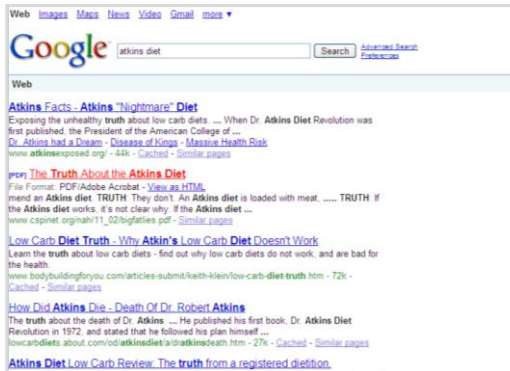 Web Images Maps News Video Gmail more ▼
Google atkins diet Search Advanced Search
Preferences
Web
Atkins Facts - Atkins "Nightmare" Diet
Exposing the unhealthy truth about low carb diets. ... When Dr. Atkins Diet Revolution was
first published, the President of the American College of ...
Dr. Atkins had a Dream - Disease of Kings - Massive Health Risk
www.atkinsexposed.org/ - 44k - Cached - Similar pages
[PDF] The Truth About the Atkins Diet
File Format: PDF/Adobe Acrobat - View as HTML
mend an Atkins diet. TRUTH: They don't. An Atkins diet is loaded with meat, ..... TRUTH: If
the Atkins diet works, it's not clear why. If the Atkins diet ...
www.cspinet.org/nah/11_02/bigfatlies.pdf - Similar pages
Low Carb Diet Truth - Why Atkin's Low Carb Diet Doesn't Work
Learn the truth about low carb diets - find out why low carb diets do not work, and are bad for
the health.
www.bodybuildingforyou.com/articles-submit/keith-klein/low-carb-diet-truth.htm - 72k -
Cached - Similar pages
How Did Atkins Die - Death Of Dr. Robert Atkins
The truth about the death of Dr. Atkins. ... He published his first book, Dr. Atkins Diet
Revolution in 1972, and stated that he followed his plan himself ...
lowcarbdiets.about.com/od/atkinsdiet/a/dratkinsdeath.htm - 27k - Cached - Similar pages
Atkins Diet Low Carb Review: The truth from a registered dietition.